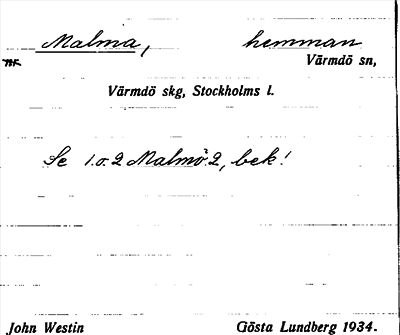 Malma, hemman
Värmdö sn,
Värmdö skg, Stockholms l.
Se 1.o.2 Malmö 2, bek!
John Westin Gösta Lundberg 1934.